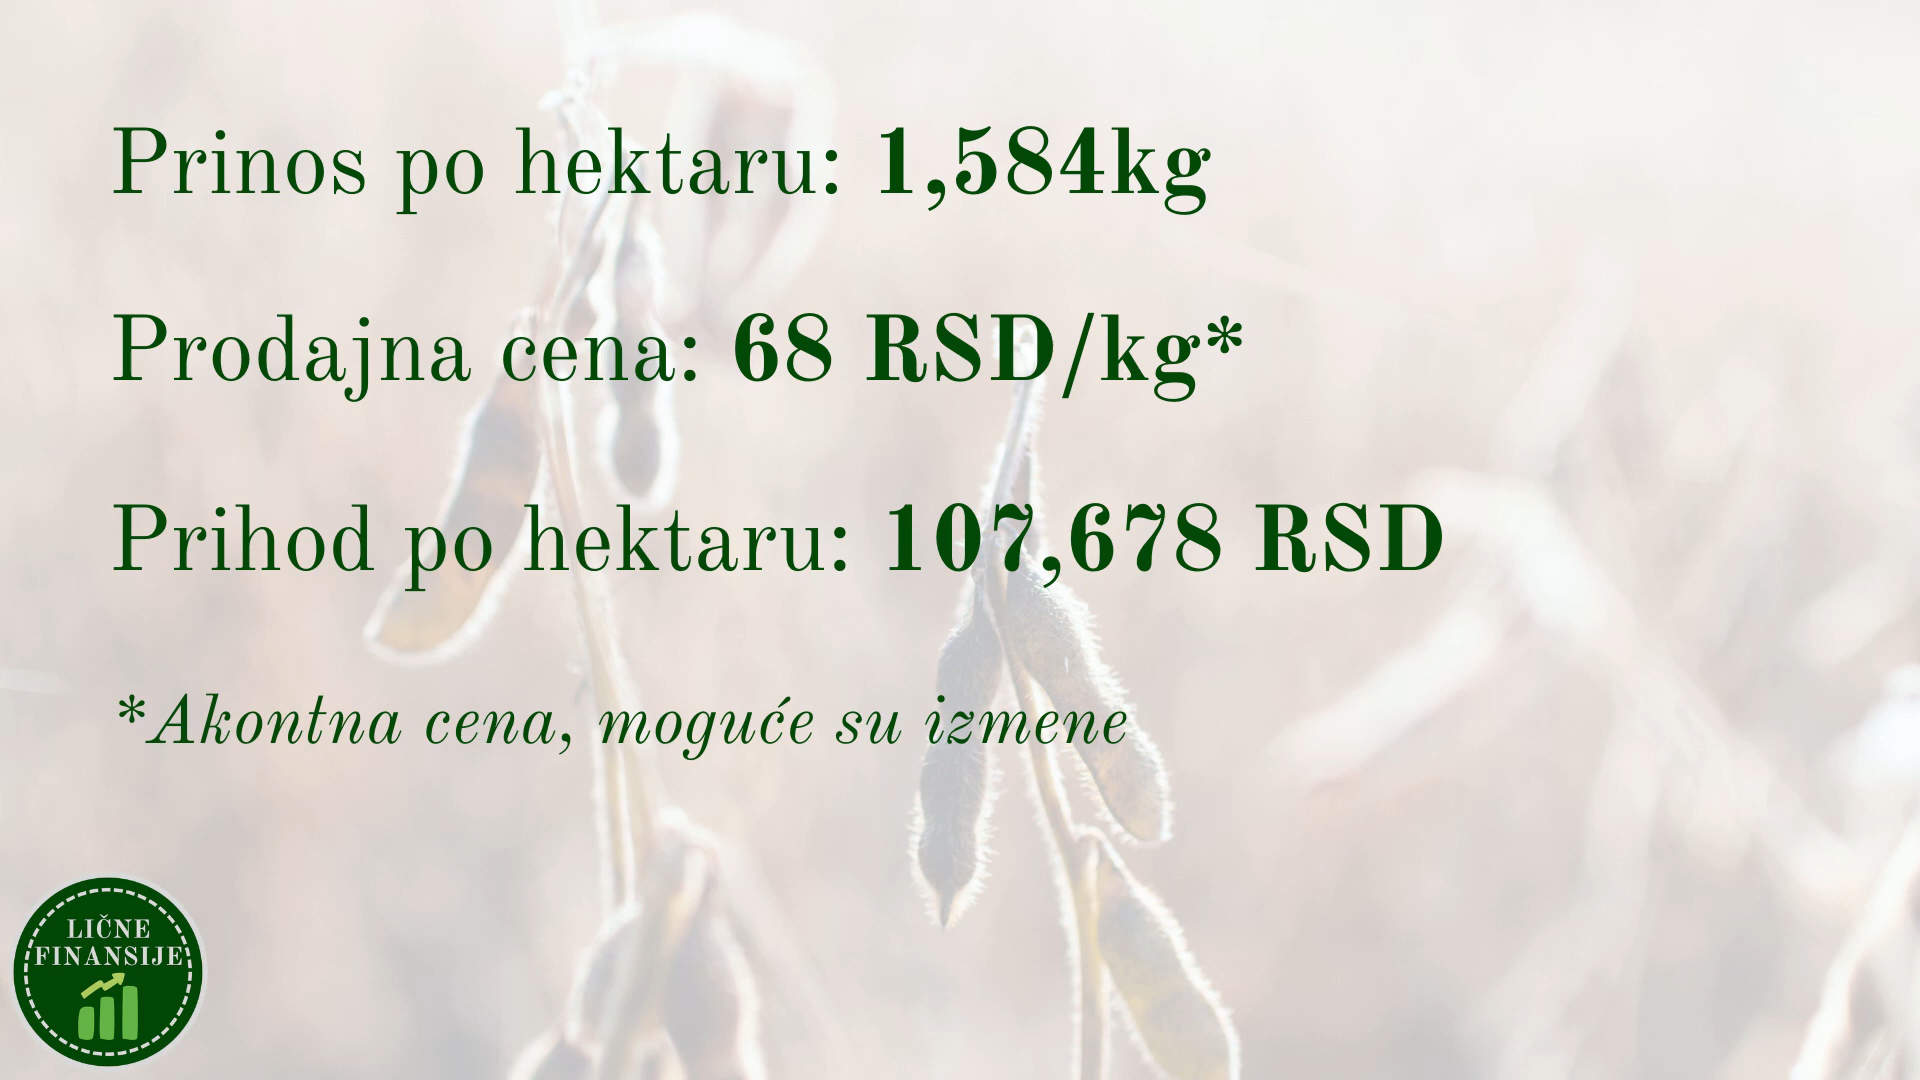 Prinos po hektaru: 1,584kg
Prodajna cena: 68 RSD/kg*
Prihod po hektaru: 107,678 RSD
*Akontna cena, moguće su izmene
LIČNE
FINANSIJE